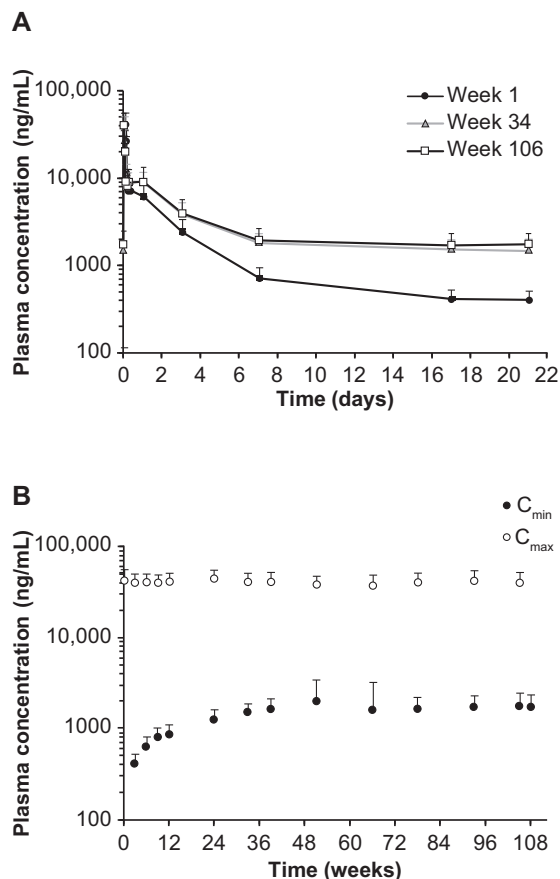 A
Plasma concentration (ng/mL)
100,000
10,000
1000
100
Week 1
Week 34
Week 106
0 2 4 6 8 10 12 14 16 18 20 22
Time (days)
B
Plasma concentration (ng/mL)
Cmin
Cmax
100,000
10,000
1000
100
0 12 24 36 48 60 72 84 96 108
Time (weeks)